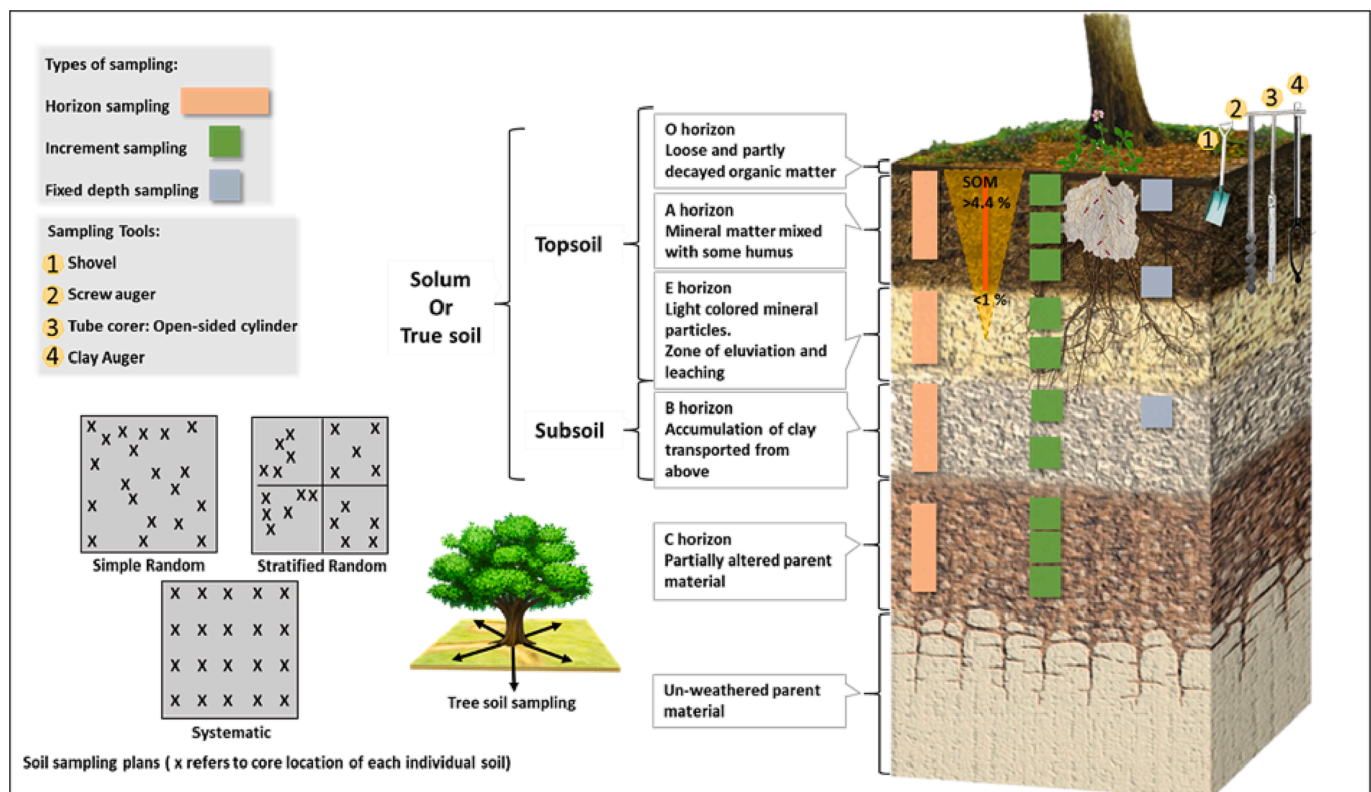 Types of sampling:
Horizon sampling
Increment sampling
Fixed depth sampling
Sampling Tools:
1 Shovel
2 Screw auger
3 Tube corer: Open-sided cylinder
4 Clay Auger
Solum
Or
True soil
Topsoil
Subsoil
O horizon
Loose and partly
decayed organic matter
A horizon
Mineral matter mixed
with some humus
E horizon
Light colored mineral
particles.
Zone of eluviation and
leaching
B horizon
Accumulation of clay
transported from
above
C horizon
Partially altered parent
material
Un-weathered parent
material
SOM
>4.4 %
<1 %
1
2
3
4
X X X X X X
X X
X X X
X X X X
X X X
X X X
Simple Random
X X X
X X
X X X X
X X X X X
X X X X
X X X
Stratified Random
X X X X X
X X X X X
X X X X X
X X X X X
Systematic
Tree soil sampling
Soil sampling plans ( x refers to core location of each individual soil)